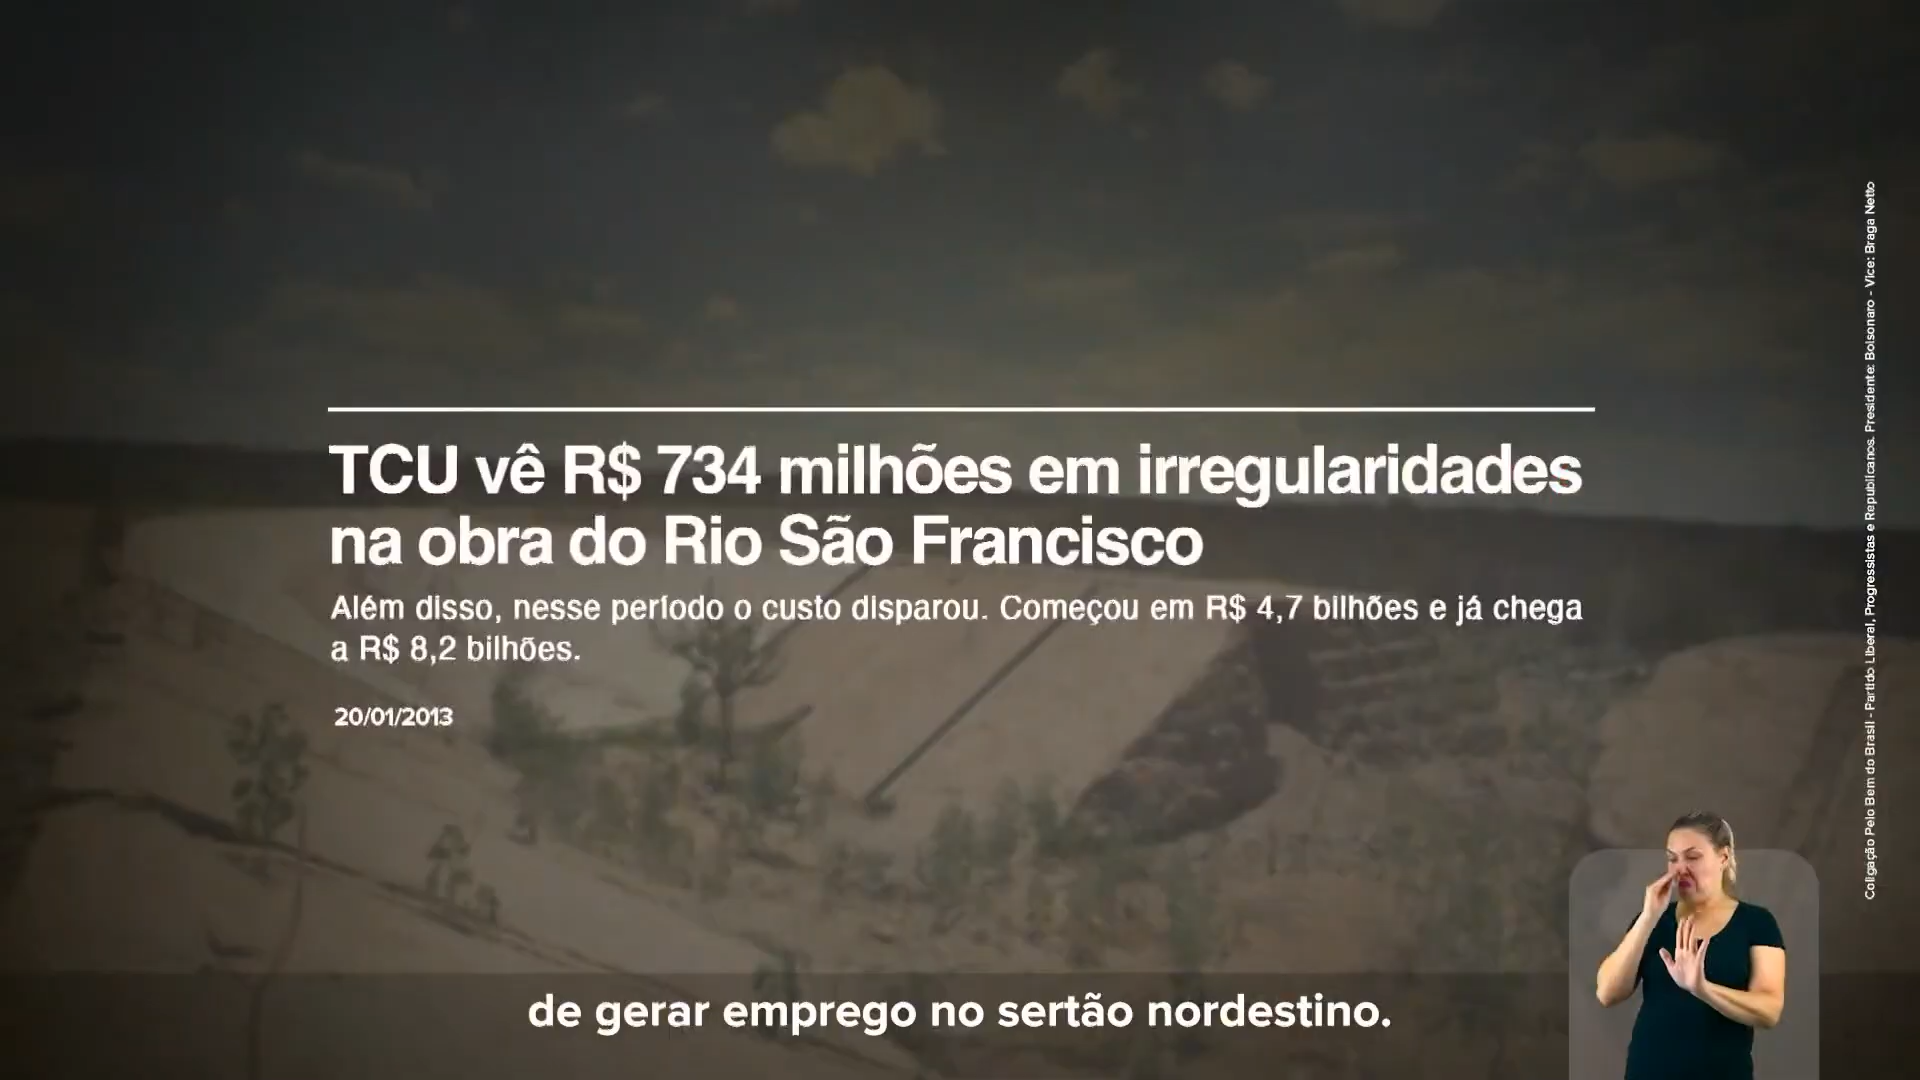 TCU vê R$ 734 milhões em irregularidades
na obra do Rio São Francisco
Além disso, nesse período o custo disparou. Começou em R$ 4,7 bilhões e já chega
a R$ 8,2 bilhões.
20/01/2013
de gerar emprego no sertão nordestino.
Coligação Pelo Bem do Brasil - Partido Liberal, Progressistas e Republicanos. Presidente: Bolsonaro - Vice: Braga Netto